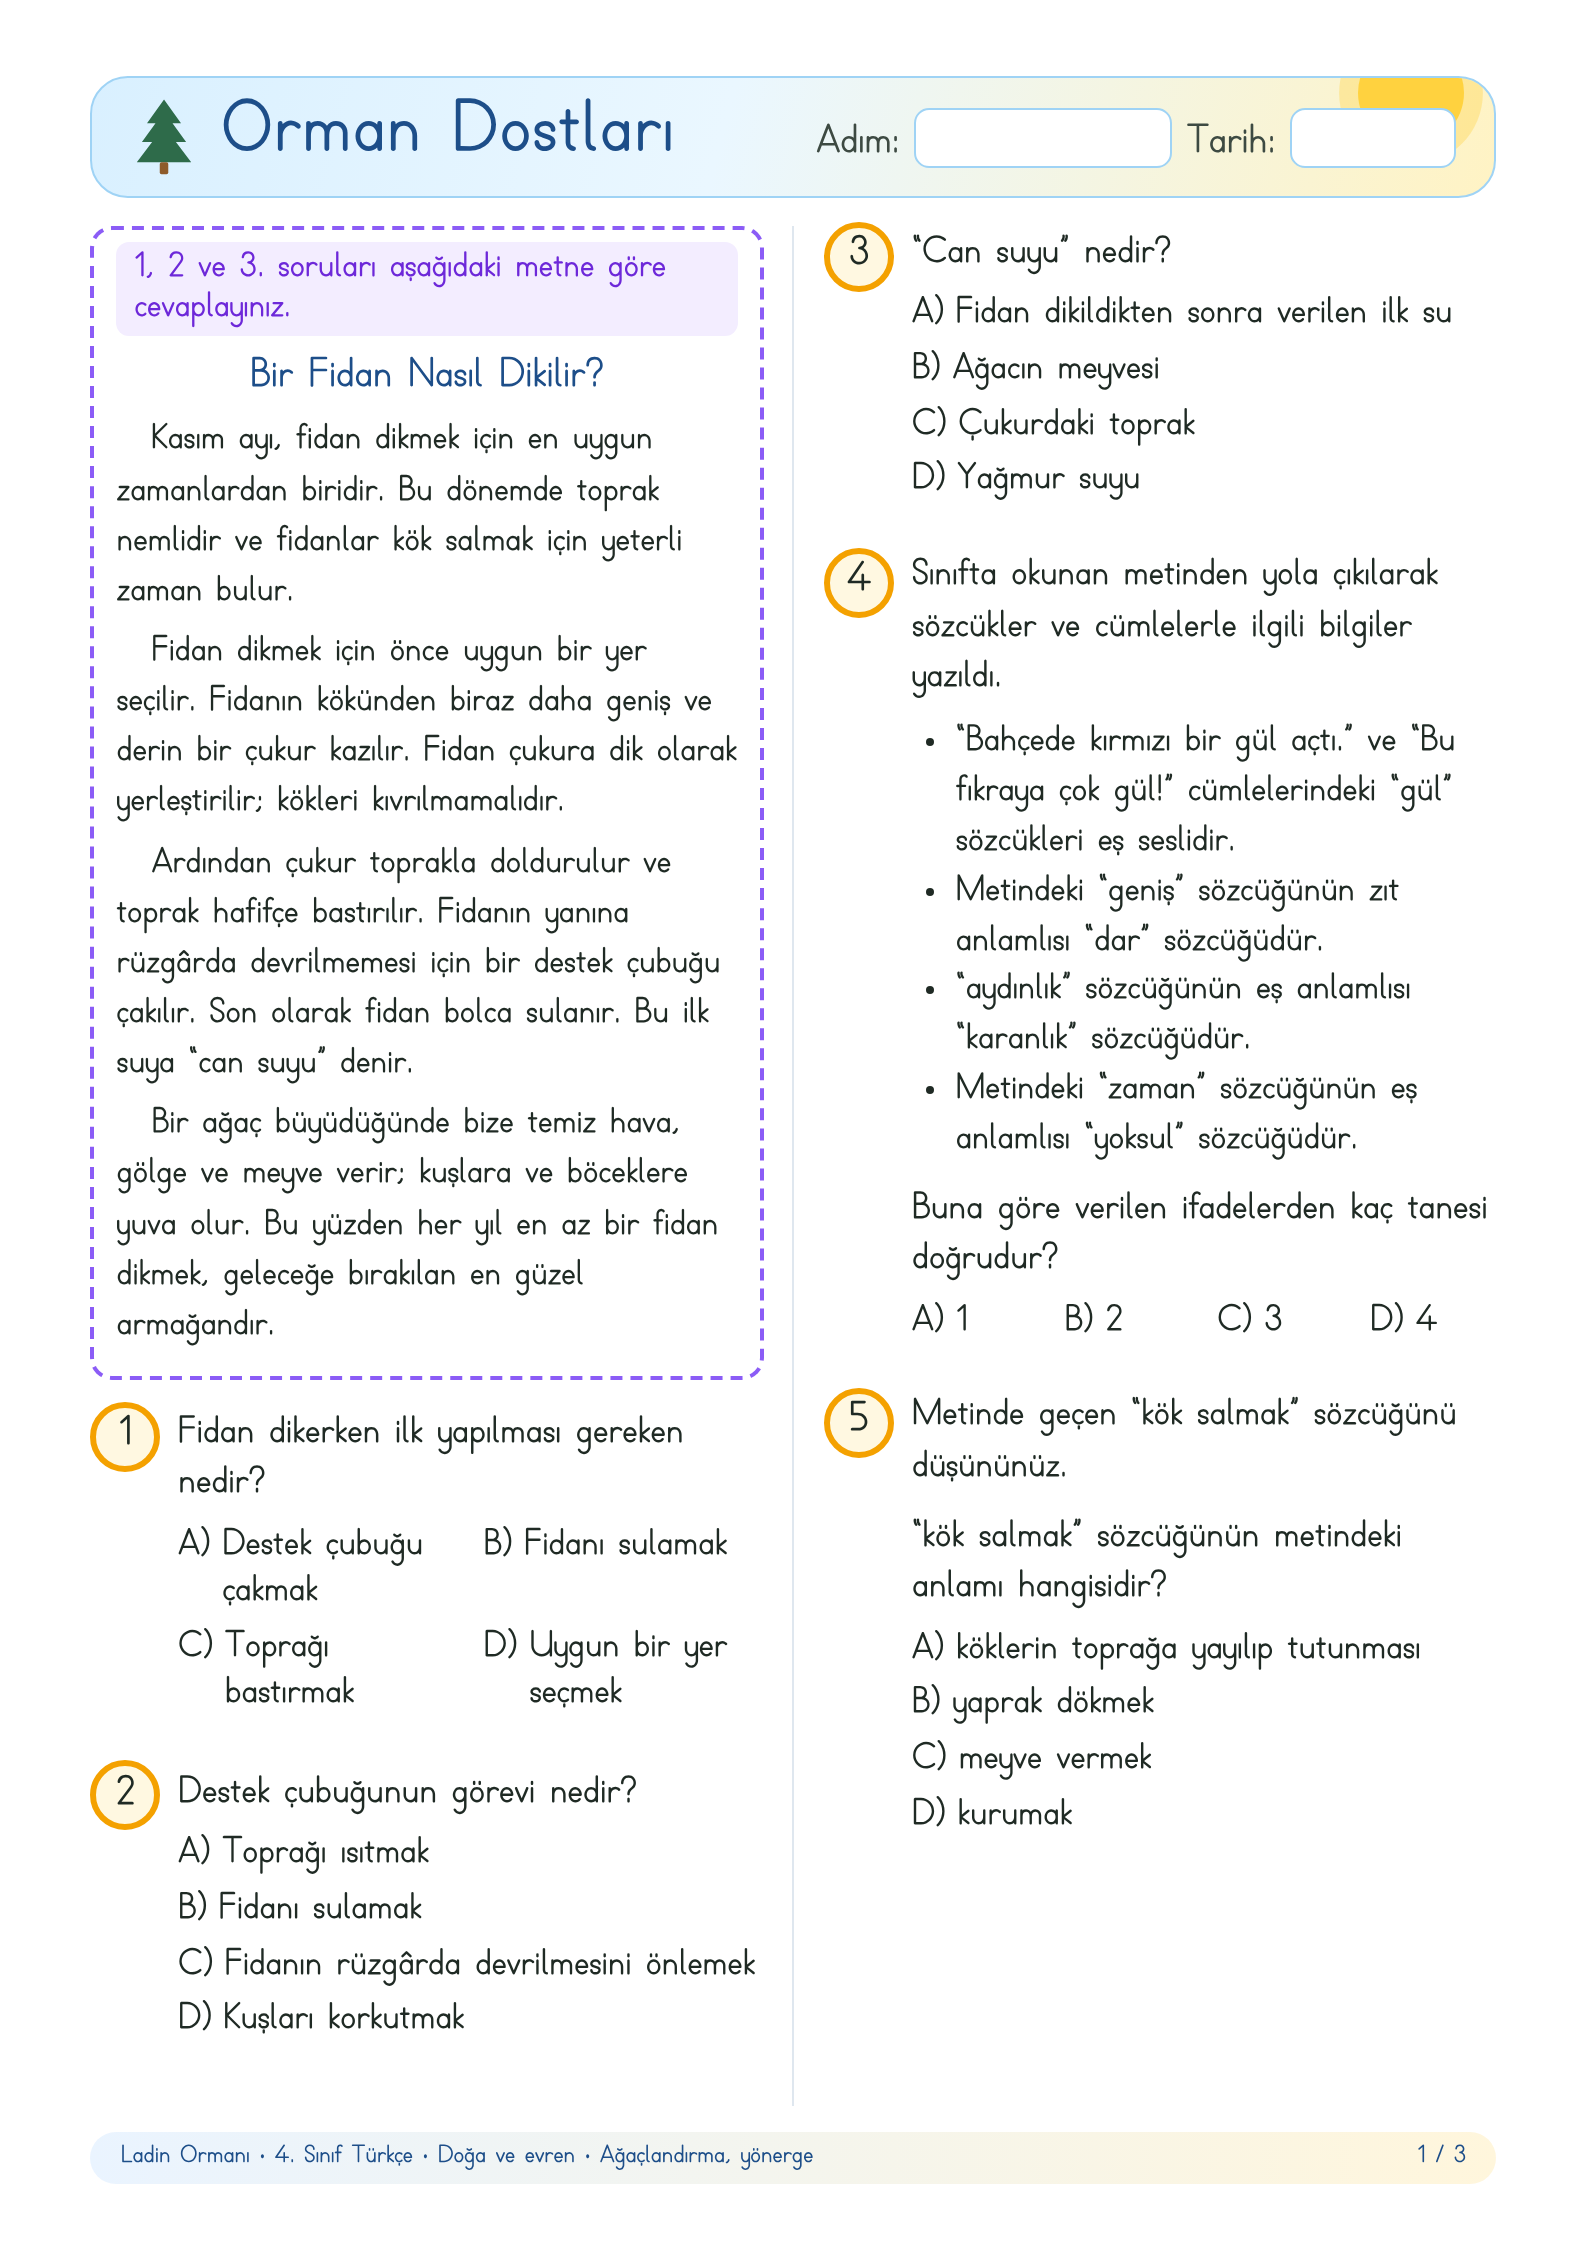 Orman Dostları
Adım:
Tarih:
1, 2 ve 3. soruları aşağıdaki metne göre
cevaplayınız.
Bir Fidan Nasıl Dikilir?
Kasım ayı, fidan dikmek için en uygun
zamanlardan biridir. Bu dönemde toprak
nemlidir ve fidanlar kök salmak için yeterli
zaman bulur.
Fidan dikmek için önce uygun bir yer
seçilir. Fidanın kökünden biraz daha geniş ve
derin bir çukur kazılır. Fidan çukura dik olarak
yerleştirilir; kökleri kıvrılmamalıdır.
Ardından çukur toprakla doldurulur ve
toprak hafifçe bastırılır. Fidanın yanına
rüzgârda devrilmemesi için bir destek çubuğu
çakılır. Son olarak fidan bolca sulanır. Bu ilk
suya “can suyu” denir.
Bir ağaç büyüdüğünde bize temiz hava,
gölge ve meyve verir; kuşlara ve böceklere
yuva olur. Bu yüzden her yıl en az bir fidan
dikmek, geleceğe bırakılan en güzel
armağandır.
1
Fidan dikerken ilk yapılması gereken
nedir?
A) Destek çubuğu
çakmak
B) Fidanı sulamak
C) Toprağı
bastırmak
D) Uygun bir yer
seçmek
2
Destek çubuğunun görevi nedir?
A) Toprağı ısıtmak
B) Fidanı sulamak
C) Fidanın rüzgârda devrilmesini önlemek
D) Kuşları korkutmak
3
“Can suyu” nedir?
A) Fidan dikildikten sonra verilen ilk su
B) Ağacın meyvesi
C) Çukurdaki toprak
D) Yağmur suyu
4
Sınıfta okunan metinden yola çıkılarak
sözcükler ve cümlelerle ilgili bilgiler
yazıldı.
• “Bahçede kırmızı bir gül açtı.” ve “Bu
fıkraya çok gül!” cümlelerindeki “gül”
sözcükleri eş seslidir.
• Metindeki “geniş” sözcüğünün zıt
anlamlısı “dar” sözcüğüdür.
• “aydınlık” sözcüğünün eş anlamlısı
“karanlık” sözcüğüdür.
• Metindeki “zaman” sözcüğünün eş
anlamlısı “yoksul” sözcüğüdür.
Buna göre verilen ifadelerden kaç tanesi
doğrudur?
A) 1 B) 2 C) 3 D) 4
5
Metinde geçen “kök salmak” sözcüğünü
düşününüz.
“kök salmak” sözcüğünün metindeki
anlamı hangisidir?
A) köklerin toprağa yayılıp tutunması
B) yaprak dökmek
C) meyve vermek
D) kurumak
Ladin Ormanı • 4. Sınıf Türkçe • Doğa ve evren • Ağaçlandırma, yönerge
1 / 3